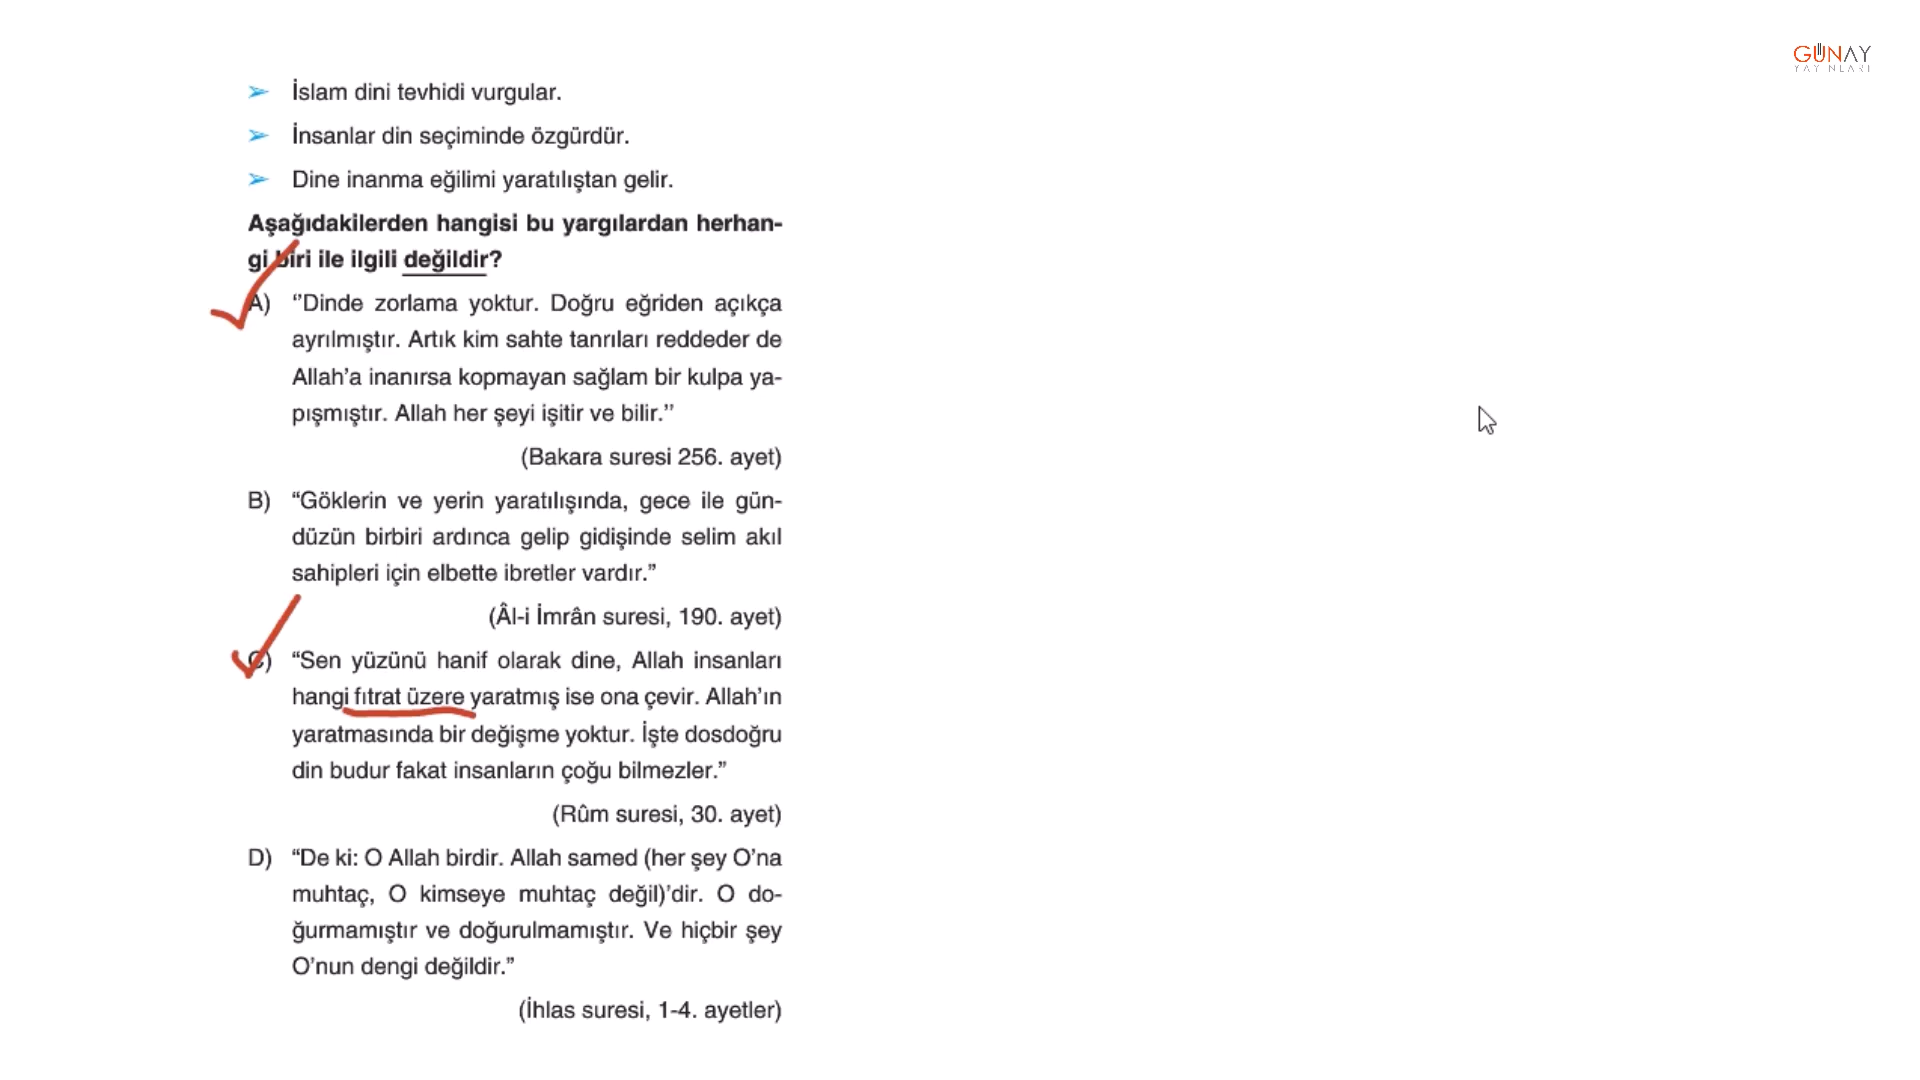 GÜNAY
YAYINLARI
➢ İslam dini tevhidi vurgular.
➢ İnsanlar din seçiminde özgürdür.
➢ Dine inanma eğilimi yaratılıştan gelir.
Aşağıdakilerden hangisi bu yargılardan herhan-
gi biri ile ilgili değildir?
A) ‘‘Dinde zorlama yoktur. Doğru eğriden açıkça
ayrılmıştır. Artık kim sahte tanrıları reddeder de
Allah’a inanırsa kopmayan sağlam bir kulpa ya-
pışmıştır. Allah her şeyi işitir ve bilir.’’
(Bakara suresi 256. ayet)
B) “Göklerin ve yerin yaratılışında, gece ile gün-
düzün birbiri ardınca gelip gidişinde selim akıl
sahipleri için elbette ibretler vardır.”
(Âl-i İmrân suresi, 190. ayet)
C) “Sen yüzünü hanif olarak dine, Allah insanları
hangi fıtrat üzere yaratmış ise ona çevir. Allah’ın
yaratmasında bir değişme yoktur. İşte dosdoğru
din budur fakat insanların çoğu bilmezler.”
(Rûm suresi, 30. ayet)
D) “De ki: O Allah birdir. Allah samed (her şey O’na
muhtaç, O kimseye muhtaç değil)’dir. O do-
ğurmamıştır ve doğurulmamıştır. Ve hiçbir şey
O’nun dengi değildir.”
(İhlas suresi, 1-4. ayetler)